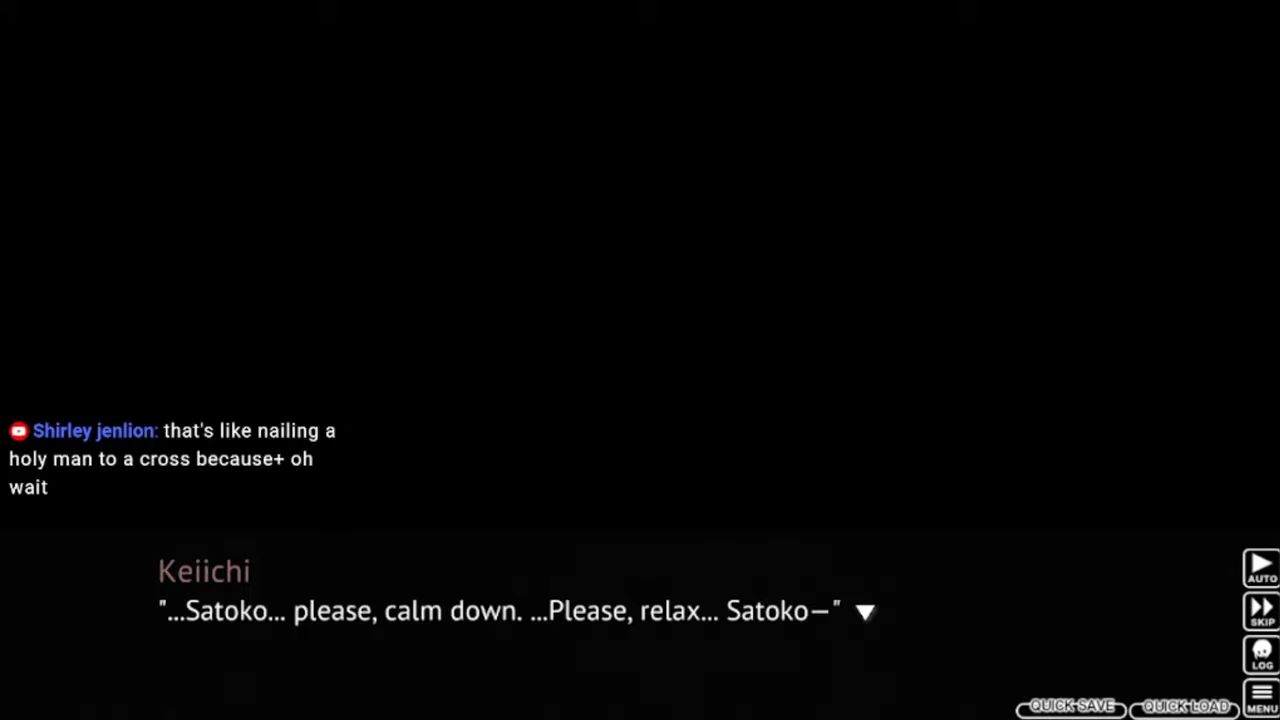 Shirley jenlion: that's like nailing a
holy man to a cross because+ oh
wait
Keiichi
"...Satoko... please, calm down. ...Please, relax... Satoko—"
AUTO
SKIP
LOG
MENU
QUICK SAVE
QUICK LOAD